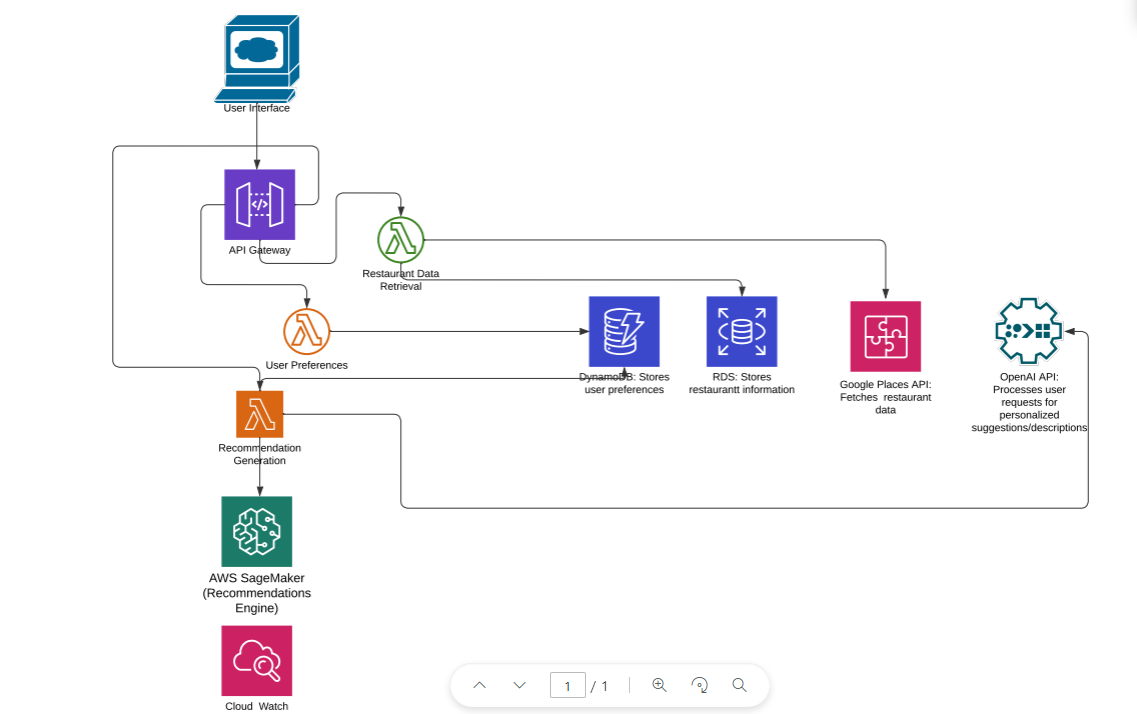 User Interface
</>
API Gateway
Restaurant Data
Retrieval
User Preferences
DynamoDB: Stores
user preferences
RDS: Stores
restaurantt information
Google Places API:
Fetches restaurant
data
OpenAI API:
Processes user
requests for
personalized
suggestions/descriptions
Recommendation
Generation
AWS SageMaker
(Recommendations
Engine)
Cloud Watch
1 / 1